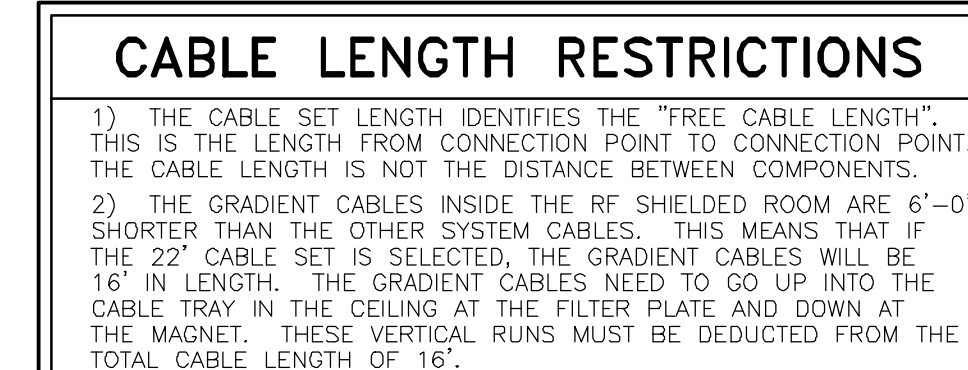 CABLE LENGTH RESTRICTIONS
1) THE CABLE SET LENGTH IDENTIFIES THE "FREE CABLE LENGTH".
THIS IS THE LENGTH FROM CONNECTION POINT TO CONNECTION POINT.
THE CABLE LENGTH IS NOT THE DISTANCE BETWEEN COMPONENTS.
2) THE GRADIENT CABLES INSIDE THE RF SHIELDED ROOM ARE 6'-0"
SHORTER THAN THE OTHER SYSTEM CABLES. THIS MEANS THAT IF
THE 22' CABLE SET IS SELECTED, THE GRADIENT CABLES WILL BE
16' IN LENGTH. THE GRADIENT CABLES NEED TO GO UP INTO THE
CABLE TRAY IN THE CEILING AT THE FILTER PLATE AND DOWN AT
THE MAGNET. THESE VERTICAL RUNS MUST BE DEDUCTED FROM THE
TOTAL CABLE LENGTH OF 16'.